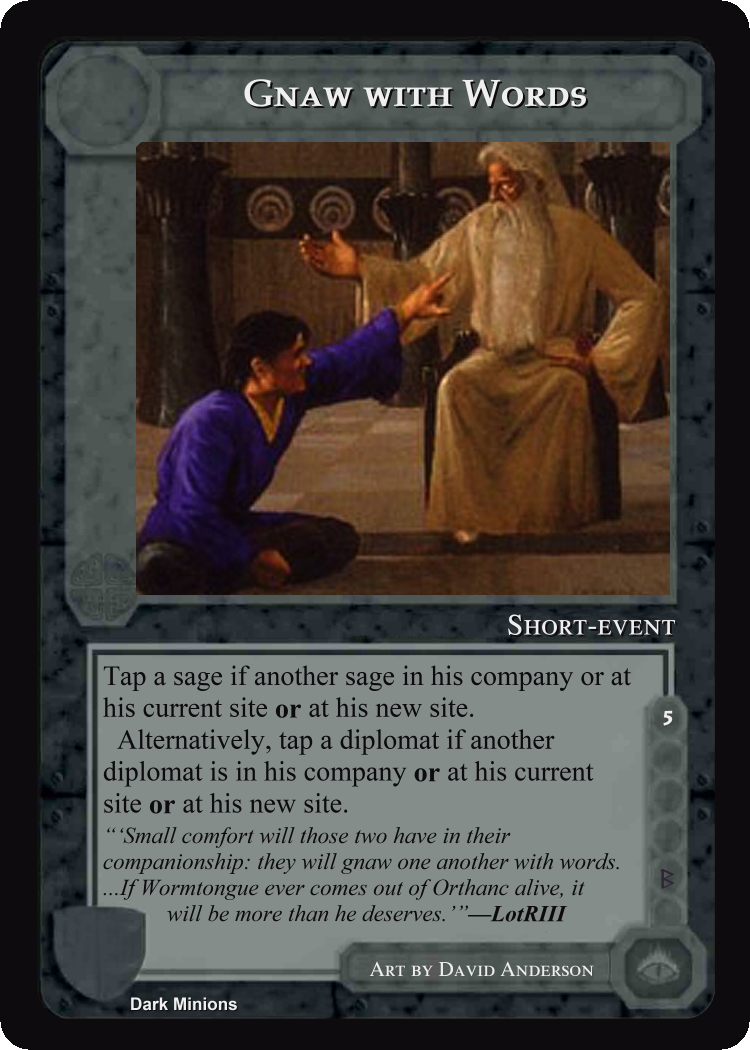 Gnaw with Words
Short-event
Tap a sage if another sage in his company or at
his current site or at his new site.
Alternatively, tap a diplomat if another
diplomat is in his company or at his current
site or at his new site.
“‘Small comfort will those two have in their
companionship: they will gnaw one another with words.
...If Wormtongue ever comes out of Orthanc alive, it
will be more than he deserves.’”—LotRIII
5
ᛒ
Art by David Anderson
Dark Minions